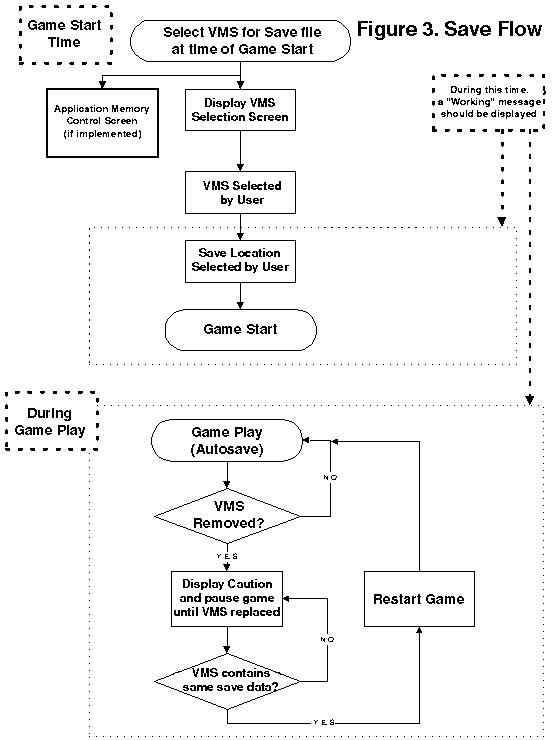 Game Start
Time
Select VMS for Save file
at time of Game Start
Figure 3. Save Flow
Application Memory
Control Screen
(if implemented)
Display VMS
Selection Screen
During this time,
a "Working" message
should be displayed
VMS Selected
by User
Save Location
Selected by User
Game Start
During
Game Play
Game Play
(Autosave)
NO
VMS
Removed?
YES
Display Caution
and pause game
until VMS replaced
Restart Game
NO
VMS contains
same save data?
YES